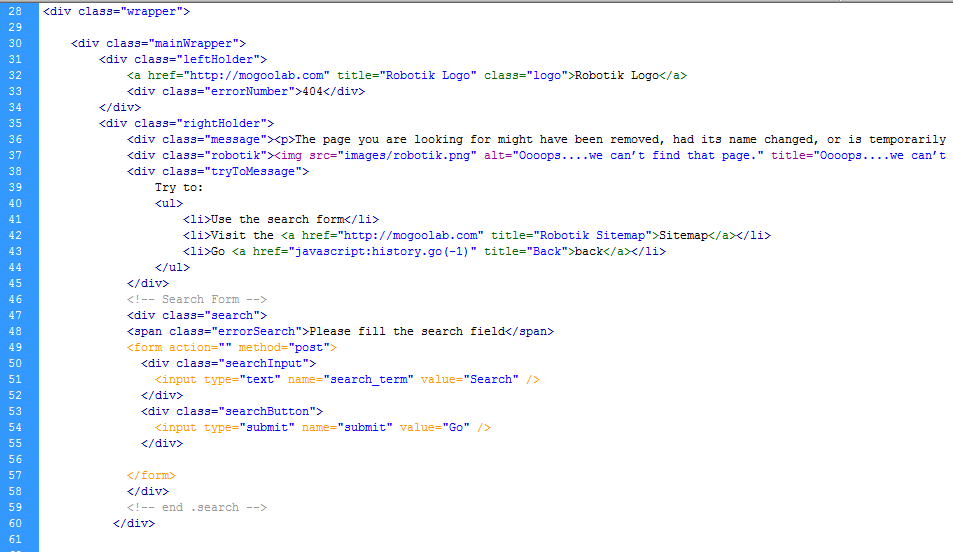 28 <div class="wrapper">
29
30 <div class="mainWrapper">
31 <div class="leftHolder">
32 <a href="http://mogoolab.com" title="Robotik Logo" class="logo">Robotik Logo</a>
33 <div class="errorNumber">404</div>
34 </div>
35 <div class="rightHolder">
36 <div class="message"><p>The page you are looking for might have been removed, had its name changed, or is temporarily
37 <div class="robotik"><img src="images/robotik.png" alt="Oooops....we can’t find that page." title="Oooops....we can’t
38 <div class="tryToMessage">
39 Try to:
40 <ul>
41 <li>Use the search form</li>
42 <li>Visit the <a href="http://mogoolab.com" title="Robotik Sitemap">Sitemap</a></li>
43 <li>Go <a href="javascript:history.go(-1)" title="Back">back</a></li>
44 </ul>
45 </div>
46 <!-- Search Form -->
47 <div class="search">
48 <span class="errorSearch">Please fill the search field</span>
49 <form action="" method="post">
50 <div class="searchInput">
51 <input type="text" name="search_term" value="Search" />
52 </div>
53 <div class="searchButton">
54 <input type="submit" name="submit" value="Go" />
55 </div>
56
57 </form>
58 </div>
59 <!-- end .search -->
60 </div>
61